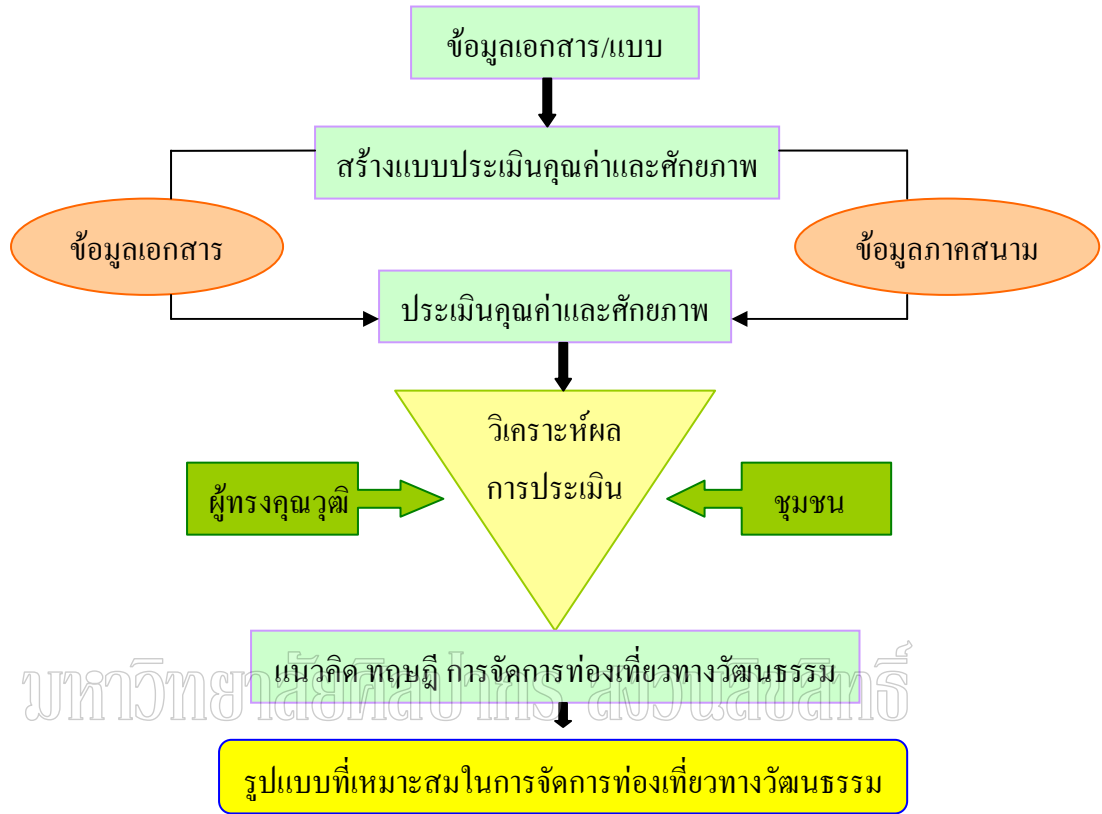 ข้อมูลเอกสาร/แบบ
สร้างแบบประเมินคุณค่าและศักยภาพ
ข้อมูลเอกสาร
ข้อมูลภาคสนาม
ประเมินคุณค่าและศักยภาพ
วิเคราะห์ผล
การประเมิน
ผู้ทรงคุณวุฒิ
ชุมชน
แนวคิด ทฤษฎี การจัดการท่องเที่ยวทางวัฒนธรรม
มหาวิทยาลัยศิลปากร สงวนลิขสิทธิ์
รูปแบบที่เหมาะสมในการจัดการท่องเที่ยวทางวัฒนธรรม